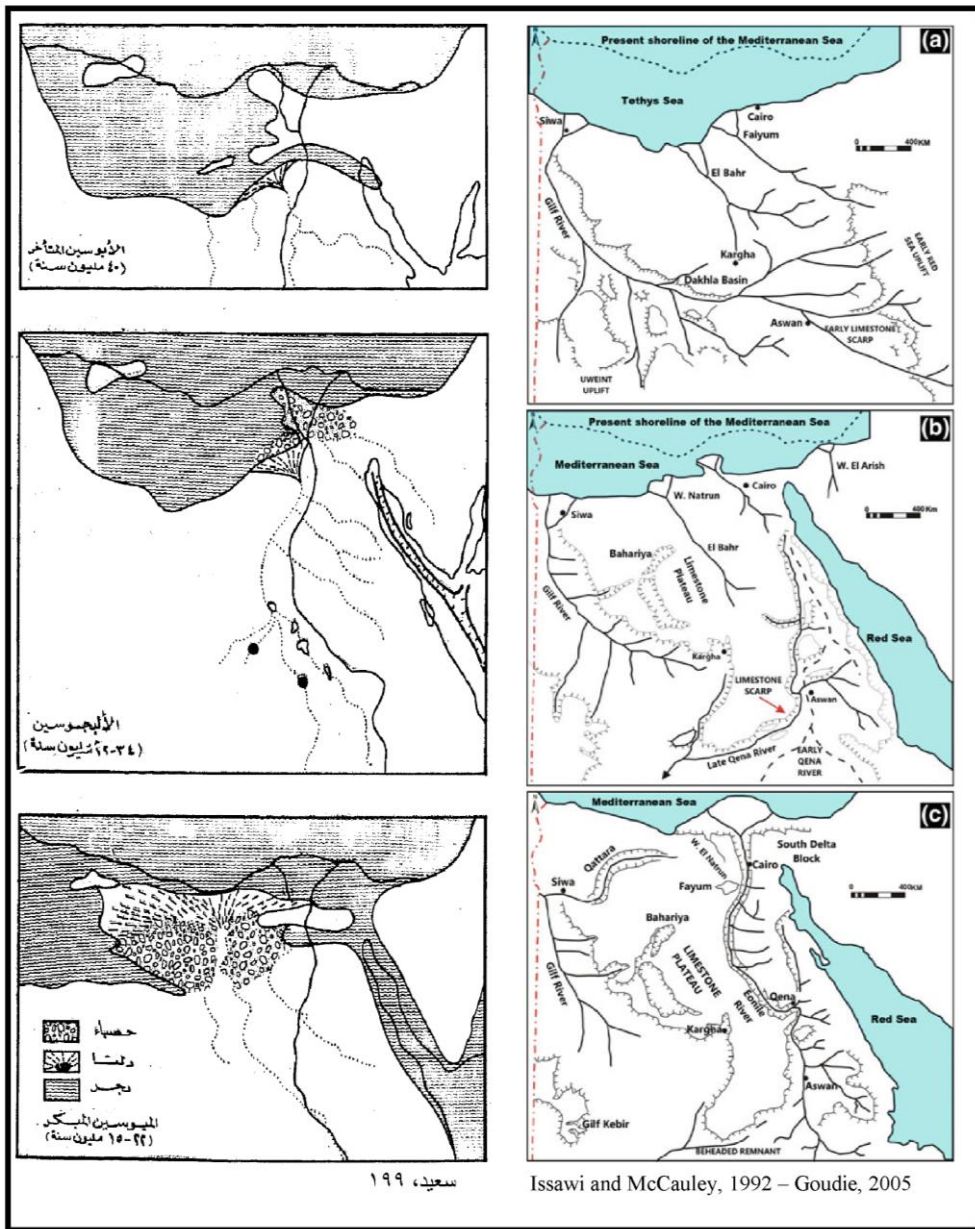 الأيوسين المتأخر
(٤٠ مليون سنة)
الأليجوسين
(٣٤-٢٢ مليون سنة)
حصباء
دلتا
الميوسين المبكر
(٢٢-١٥ مليون سنة)
سعيد، ١٩٩
(a)
Present shoreline of the Mediterranean Sea
Tethys Sea
Siwa
Cairo
Faiyum
400KM
El Bahr
Gilf River
Kargha
Dakhla Basin
EARLY RED
SEA UPLIFT
Aswan
EARLY LIMESTONE
SCARP
UWEINT
UPLIFT
(b)
Present shoreline of the Mediterranean Sea
Mediterranean Sea
W. El Arish
W. Natrun
Cairo
Siwa
400Km
Bahariya
El Bahr
Limestone
Plateau
Gilf River
Red Sea
Kargha
LIMESTONE
SCARP
Aswan
Late Qena River
EARLY
QENA
RIVER
(c)
Mediterranean Sea
South Delta
Block
Qattara
W. El Natrun
Cairo
Siwa
Fayum
400KM
Bahariya
LIMESTONE
PLATEAU
Gilf River
Eonile
River
Qena
Red Sea
Kargha
Aswan
Gilf Kebir
BEHEADED REMNANT
Issawi and McCauley, 1992 – Goudie, 2005